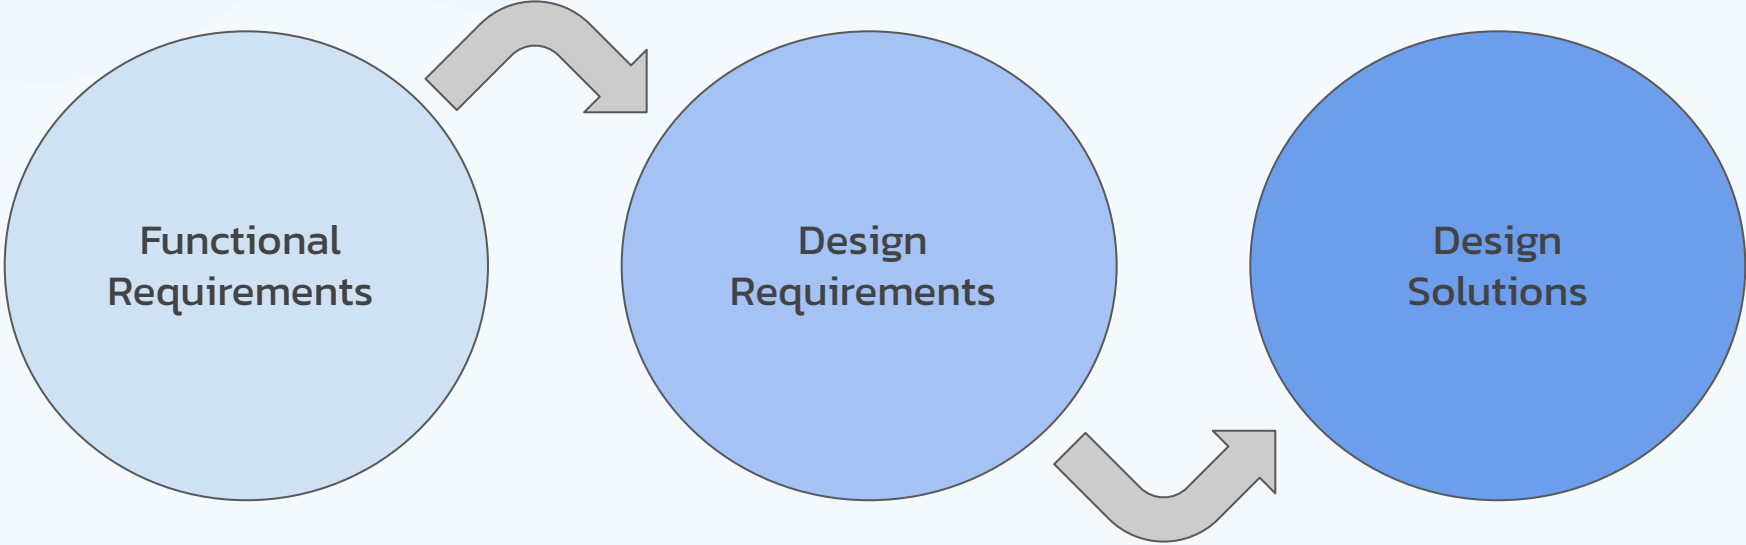 Functional
Requirements
Design
Requirements
Design
Solutions